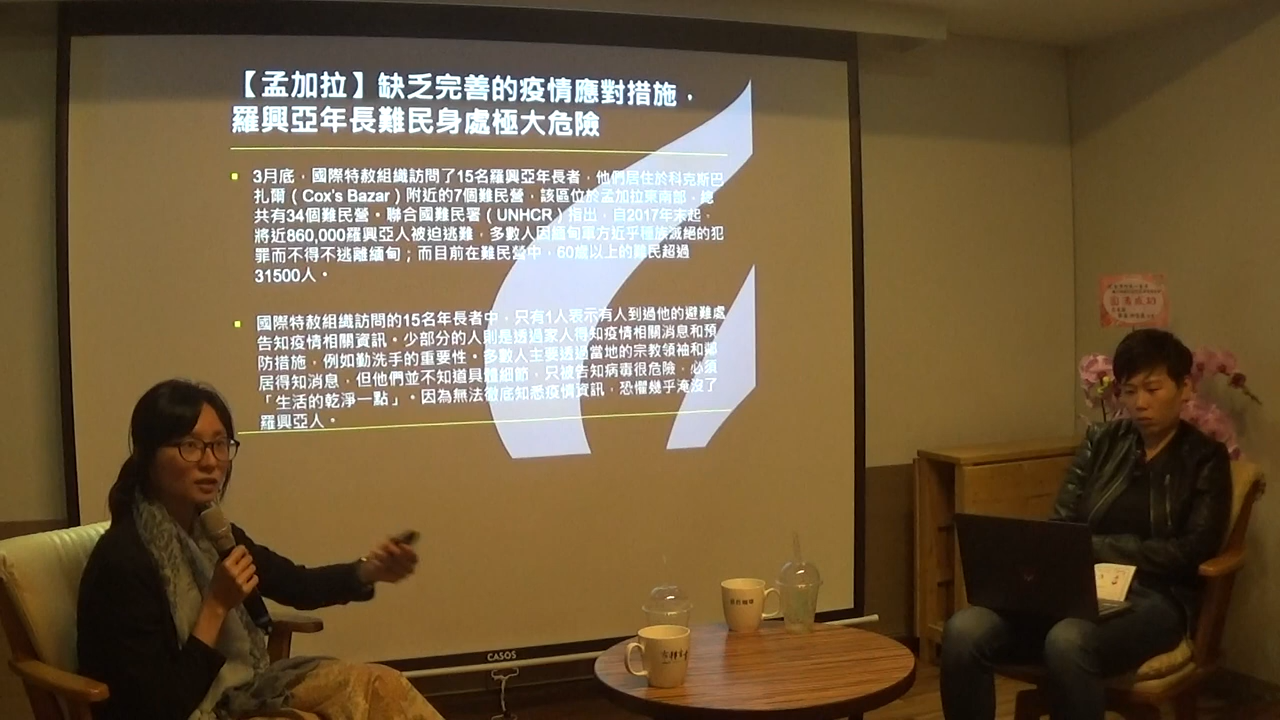 【孟加拉】缺乏完善的疫情應對措施，
羅興亞年長難民身處極大危險
3月底，國際特赦組織訪問了15名羅興亞年長者，他們居住於科克斯巴
扎爾（Cox's Bazar）附近的7個難民營，該區位於孟加拉東南部，總
共有34個難民營。聯合國難民署（UNHCR）指出，自2017年末起，
將近860,000羅興亞人被迫逃難，多數人因緬甸軍方近乎種族滅絕的犯
罪而不得不逃離緬甸；而目前在難民營中，60歲以上的難民超過
31500人。
國際特赦組織訪問的15名年長者中，只有1人表示有人到過他的避難處
告知疫情相關資訊。少部分的人則是透過家人得知疫情相關消息和預
防措施，例如勤洗手的重要性。多數人主要透過當地的宗教領袖和鄰
居得知消息，但他們並不知道具體細節，只被告知病毒很危險，必須
「生活的乾淨一點」。因為無法徹底知悉疫情資訊，恐懼幾乎淹沒了
羅興亞人。
圓滿成功
CASOS